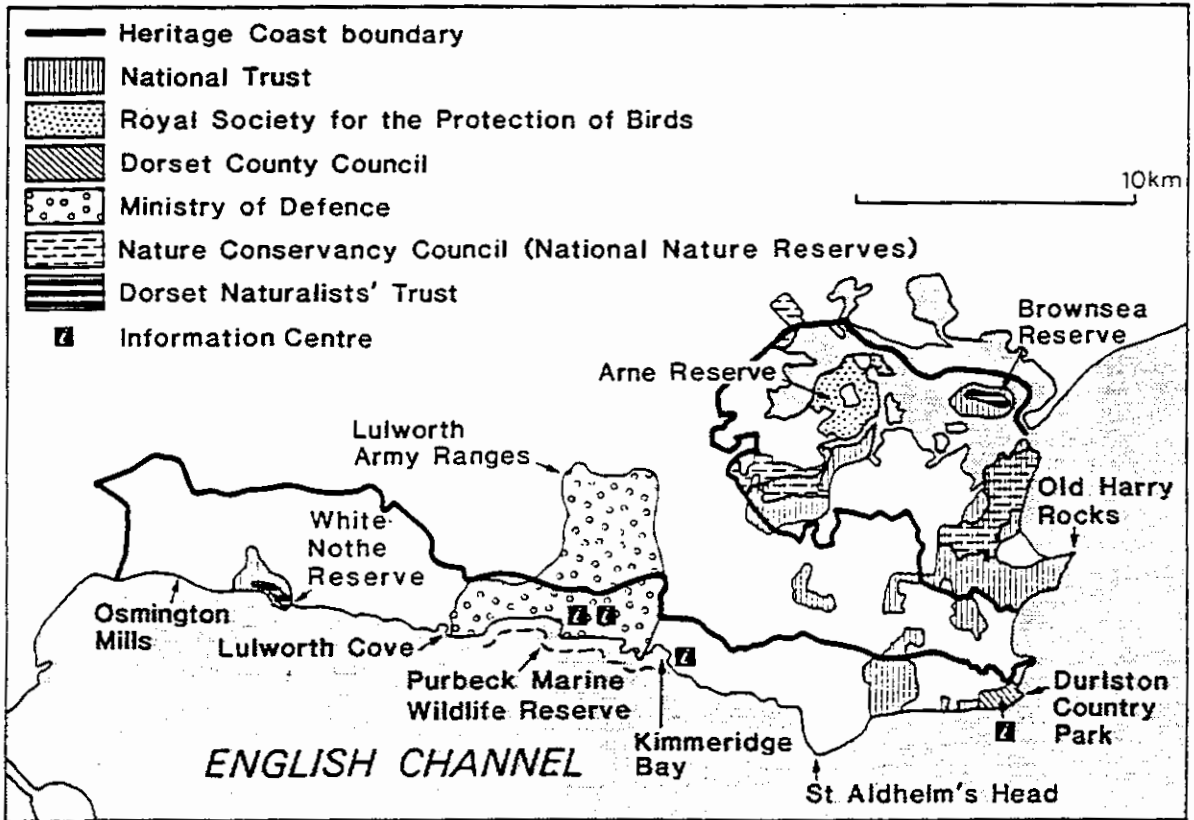 Heritage Coast boundary
National Trust
Royal Society for the Protection of Birds
Dorset County Council
Ministry of Defence
Nature Conservancy Council (National Nature Reserves)
Dorset Naturalists' Trust
i Information Centre
10km
Brownsea
Reserve
Arne Reserve
Lulworth
Army Ranges
Old Harry
Rocks
White
Nothe
Reserve
i i
Osmington
Mills
Lulworth Cove
i
Purbeck Marine
Wildlife Reserve
Durlston
Country
Park
i
Kimmeridge
Bay
ENGLISH CHANNEL
St Aldhelm's Head